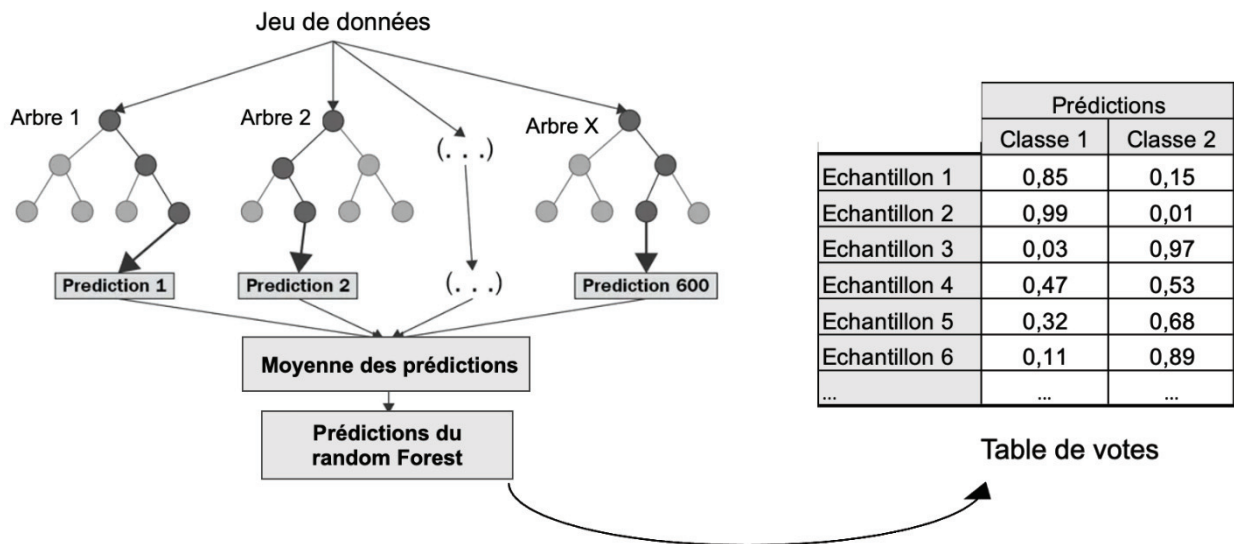 Jeu de données
Arbre 1
Arbre 2
(. . .)
Arbre X
Prediction 1
Prediction 2
(. . .)
Prediction 600
Moyenne des prédictions
Prédictions du
random Forest
Prédictions
Classe 1 Classe 2
Echantillon 1 0,85 0,15
Echantillon 2 0,99 0,01
Echantillon 3 0,03 0,97
Echantillon 4 0,47 0,53
Echantillon 5 0,32 0,68
Echantillon 6 0,11 0,89
... ... ...
Table de votes